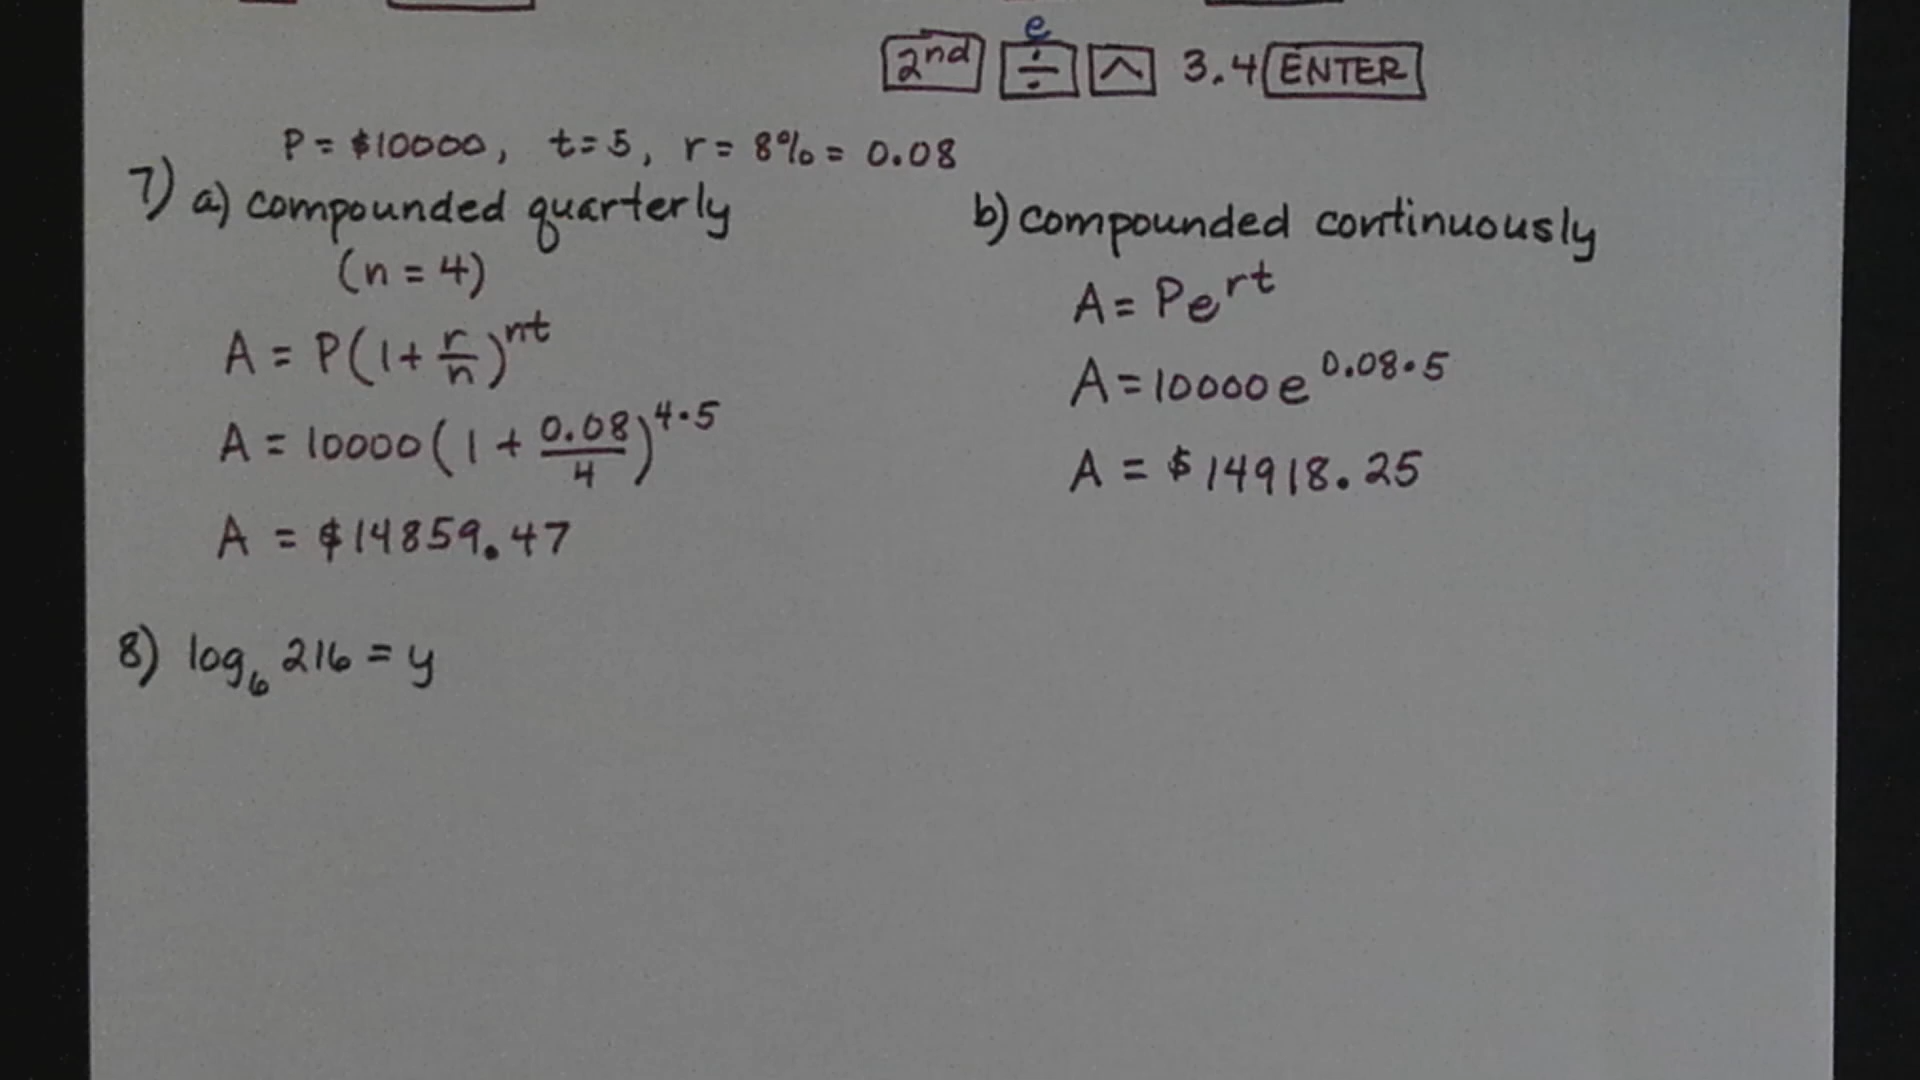 e
2nd ÷ ^ 3.4 ENTER
P = $10000, t=5, r= 8% = 0.08
7) a) compounded quarterly
(n = 4)
A = P(1 + r/n)^nt
A = 10000(1 + 0.08/4)^4·5
A = $14859.47
b) compounded continuously
A = Pe^rt
A = 10000e^0.08·5
A = $14918.25
8) log₆ 216 = y